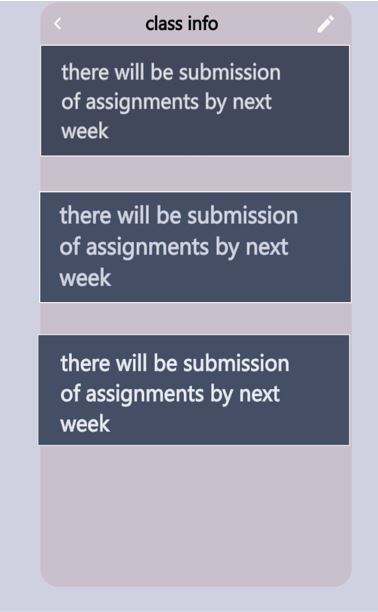 class info
there will be submission
of assignments by next
week
there will be submission
of assignments by next
week
there will be submission
of assignments by next
week